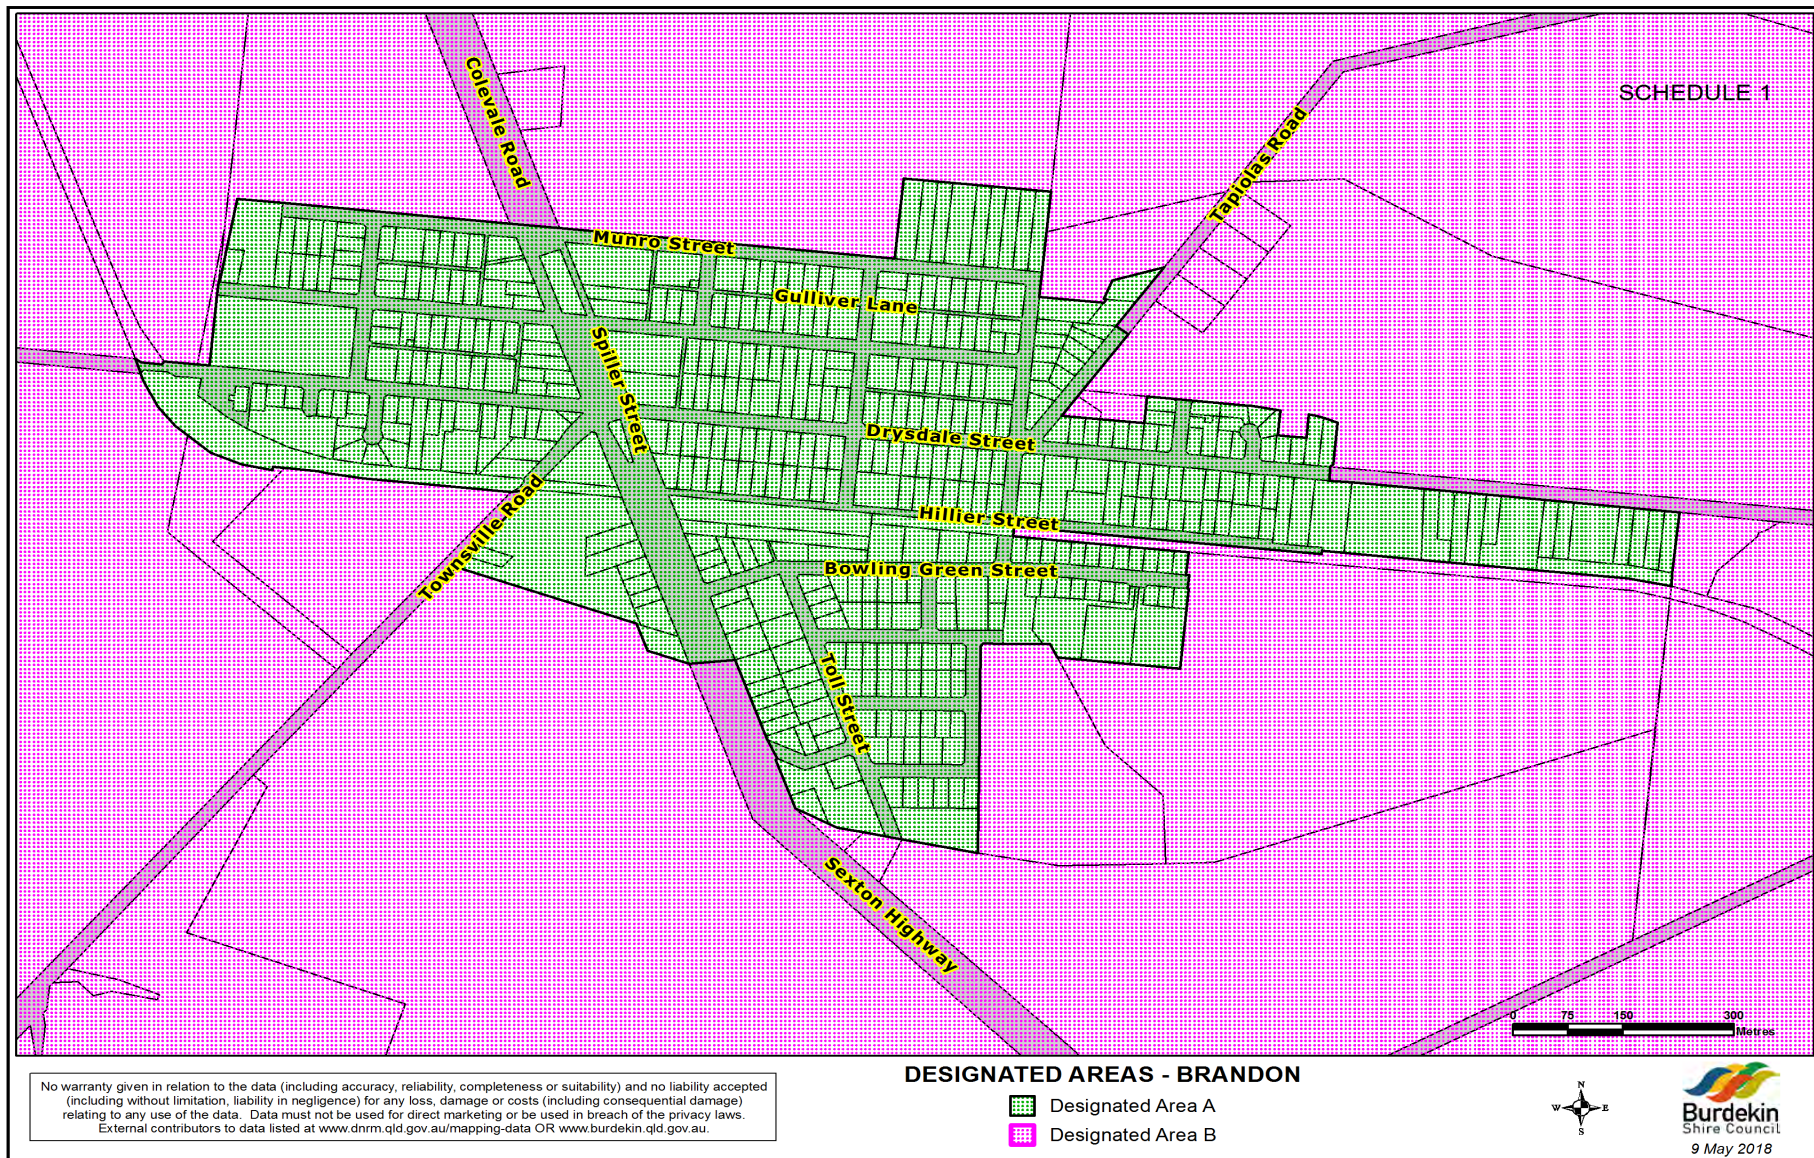 SCHEDULE 1
Colevale Road
Tapiolas Road
Munro Street
Gulliver Lane
Spiller Street
Drysdale Street
Hillier Street
Townsville Road
Bowling Green Street
Toll Street
Sexton Highway
0 75 150 300
Metres
DESIGNATED AREAS - BRANDON
Designated Area A
Designated Area B
No warranty given in relation to the data (including accuracy, reliability, completeness or suitability) and no liability accepted
(including without limitation, liability in negligence) for any loss, damage or costs (including consequential damage)
relating to any use of the data. Data must not be used for direct marketing or be used in breach of the privacy laws.
External contributors to data listed at www.dnrm.qld.gov.au/mapping-data OR www.burdekin.qld.gov.au.
N
W E
S
Burdekin
Shire Council
9 May 2018